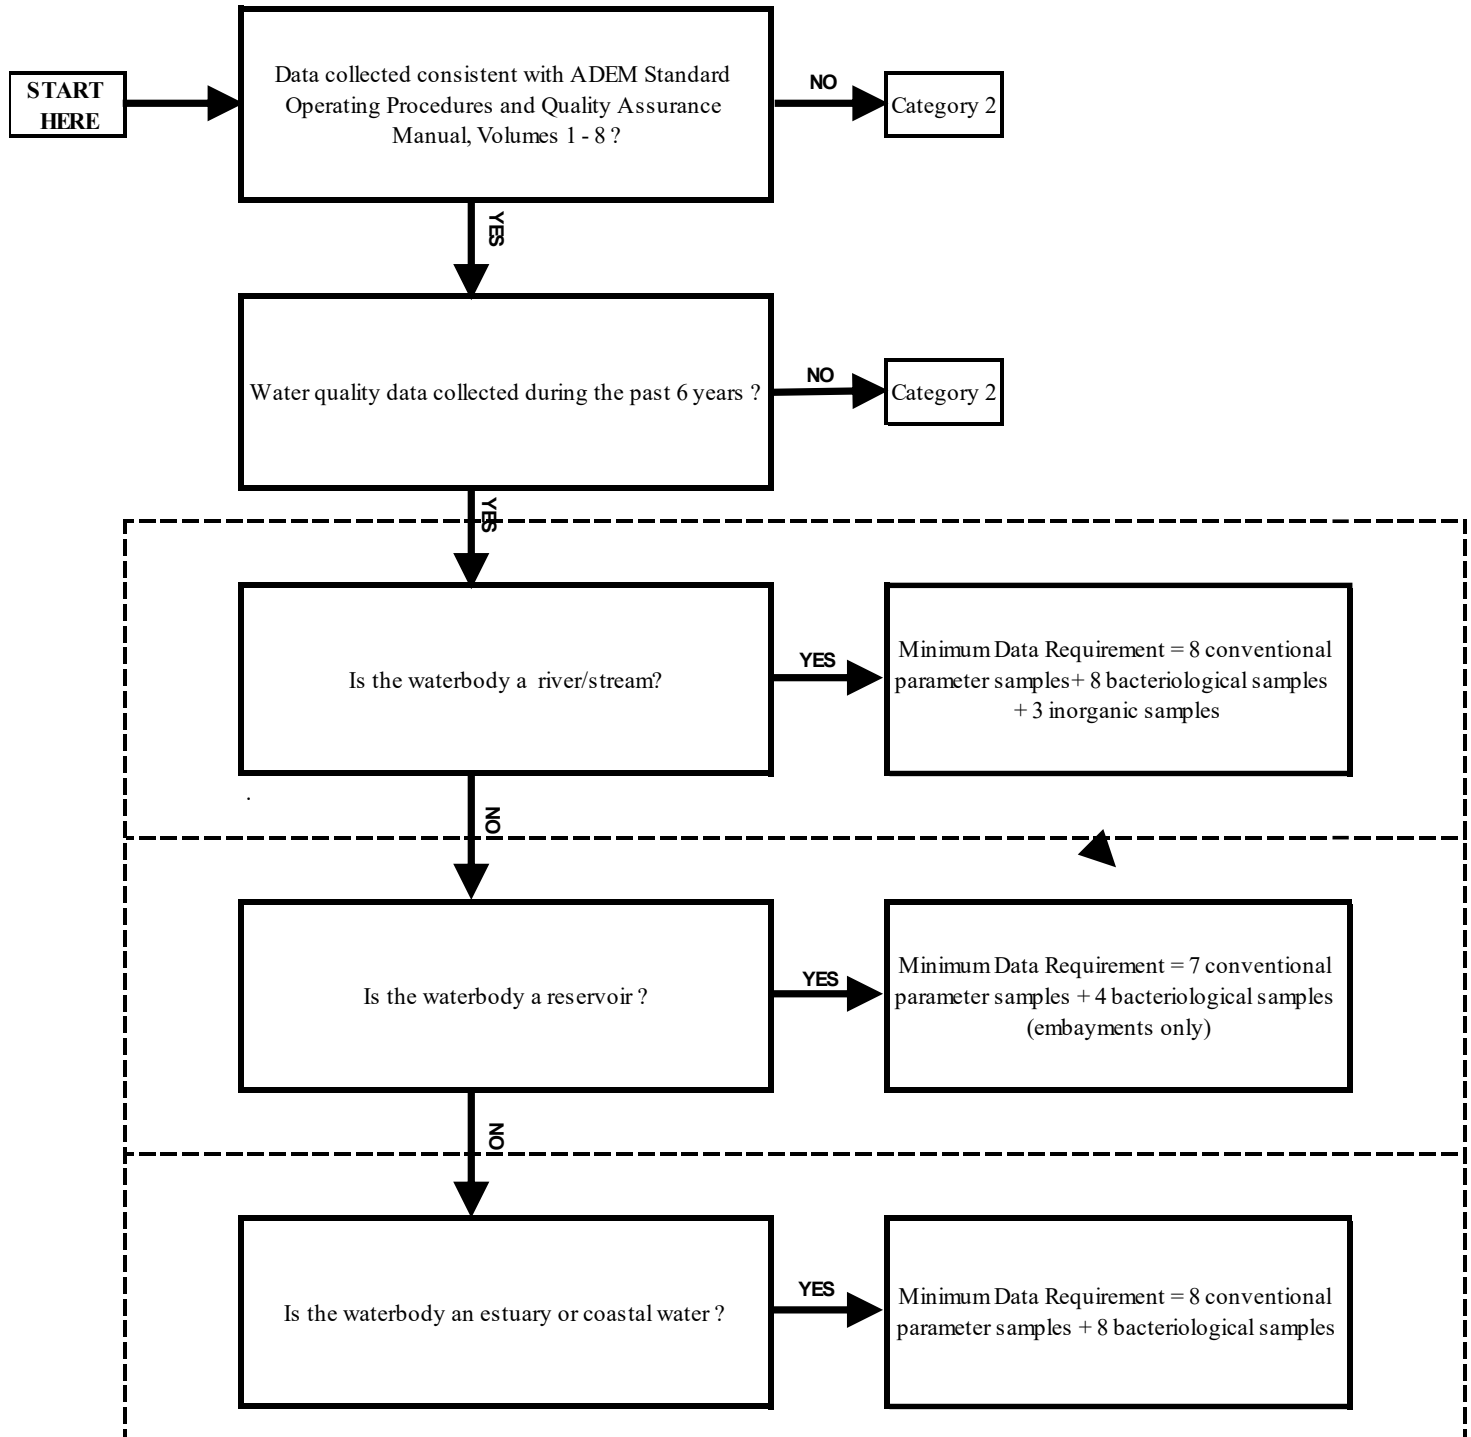 START
HERE
Data collected consistent with ADEM Standard
Operating Procedures and Quality Assurance
Manual, Volumes 1 - 8 ?
NO
Category 2
YES
Water quality data collected during the past 6 years ?
NO
Category 2
YES
Is the waterbody a river/stream?
YES
Minimum Data Requirement = 8 conventional
parameter samples+ 8 bacteriological samples
+ 3 inorganic samples
.
NO
Is the waterbody a reservoir ?
YES
Minimum Data Requirement = 7 conventional
parameter samples + 4 bacteriological samples
(embayments only)
NO
Is the waterbody an estuary or coastal water ?
YES
Minimum Data Requirement = 8 conventional
parameter samples + 8 bacteriological samples